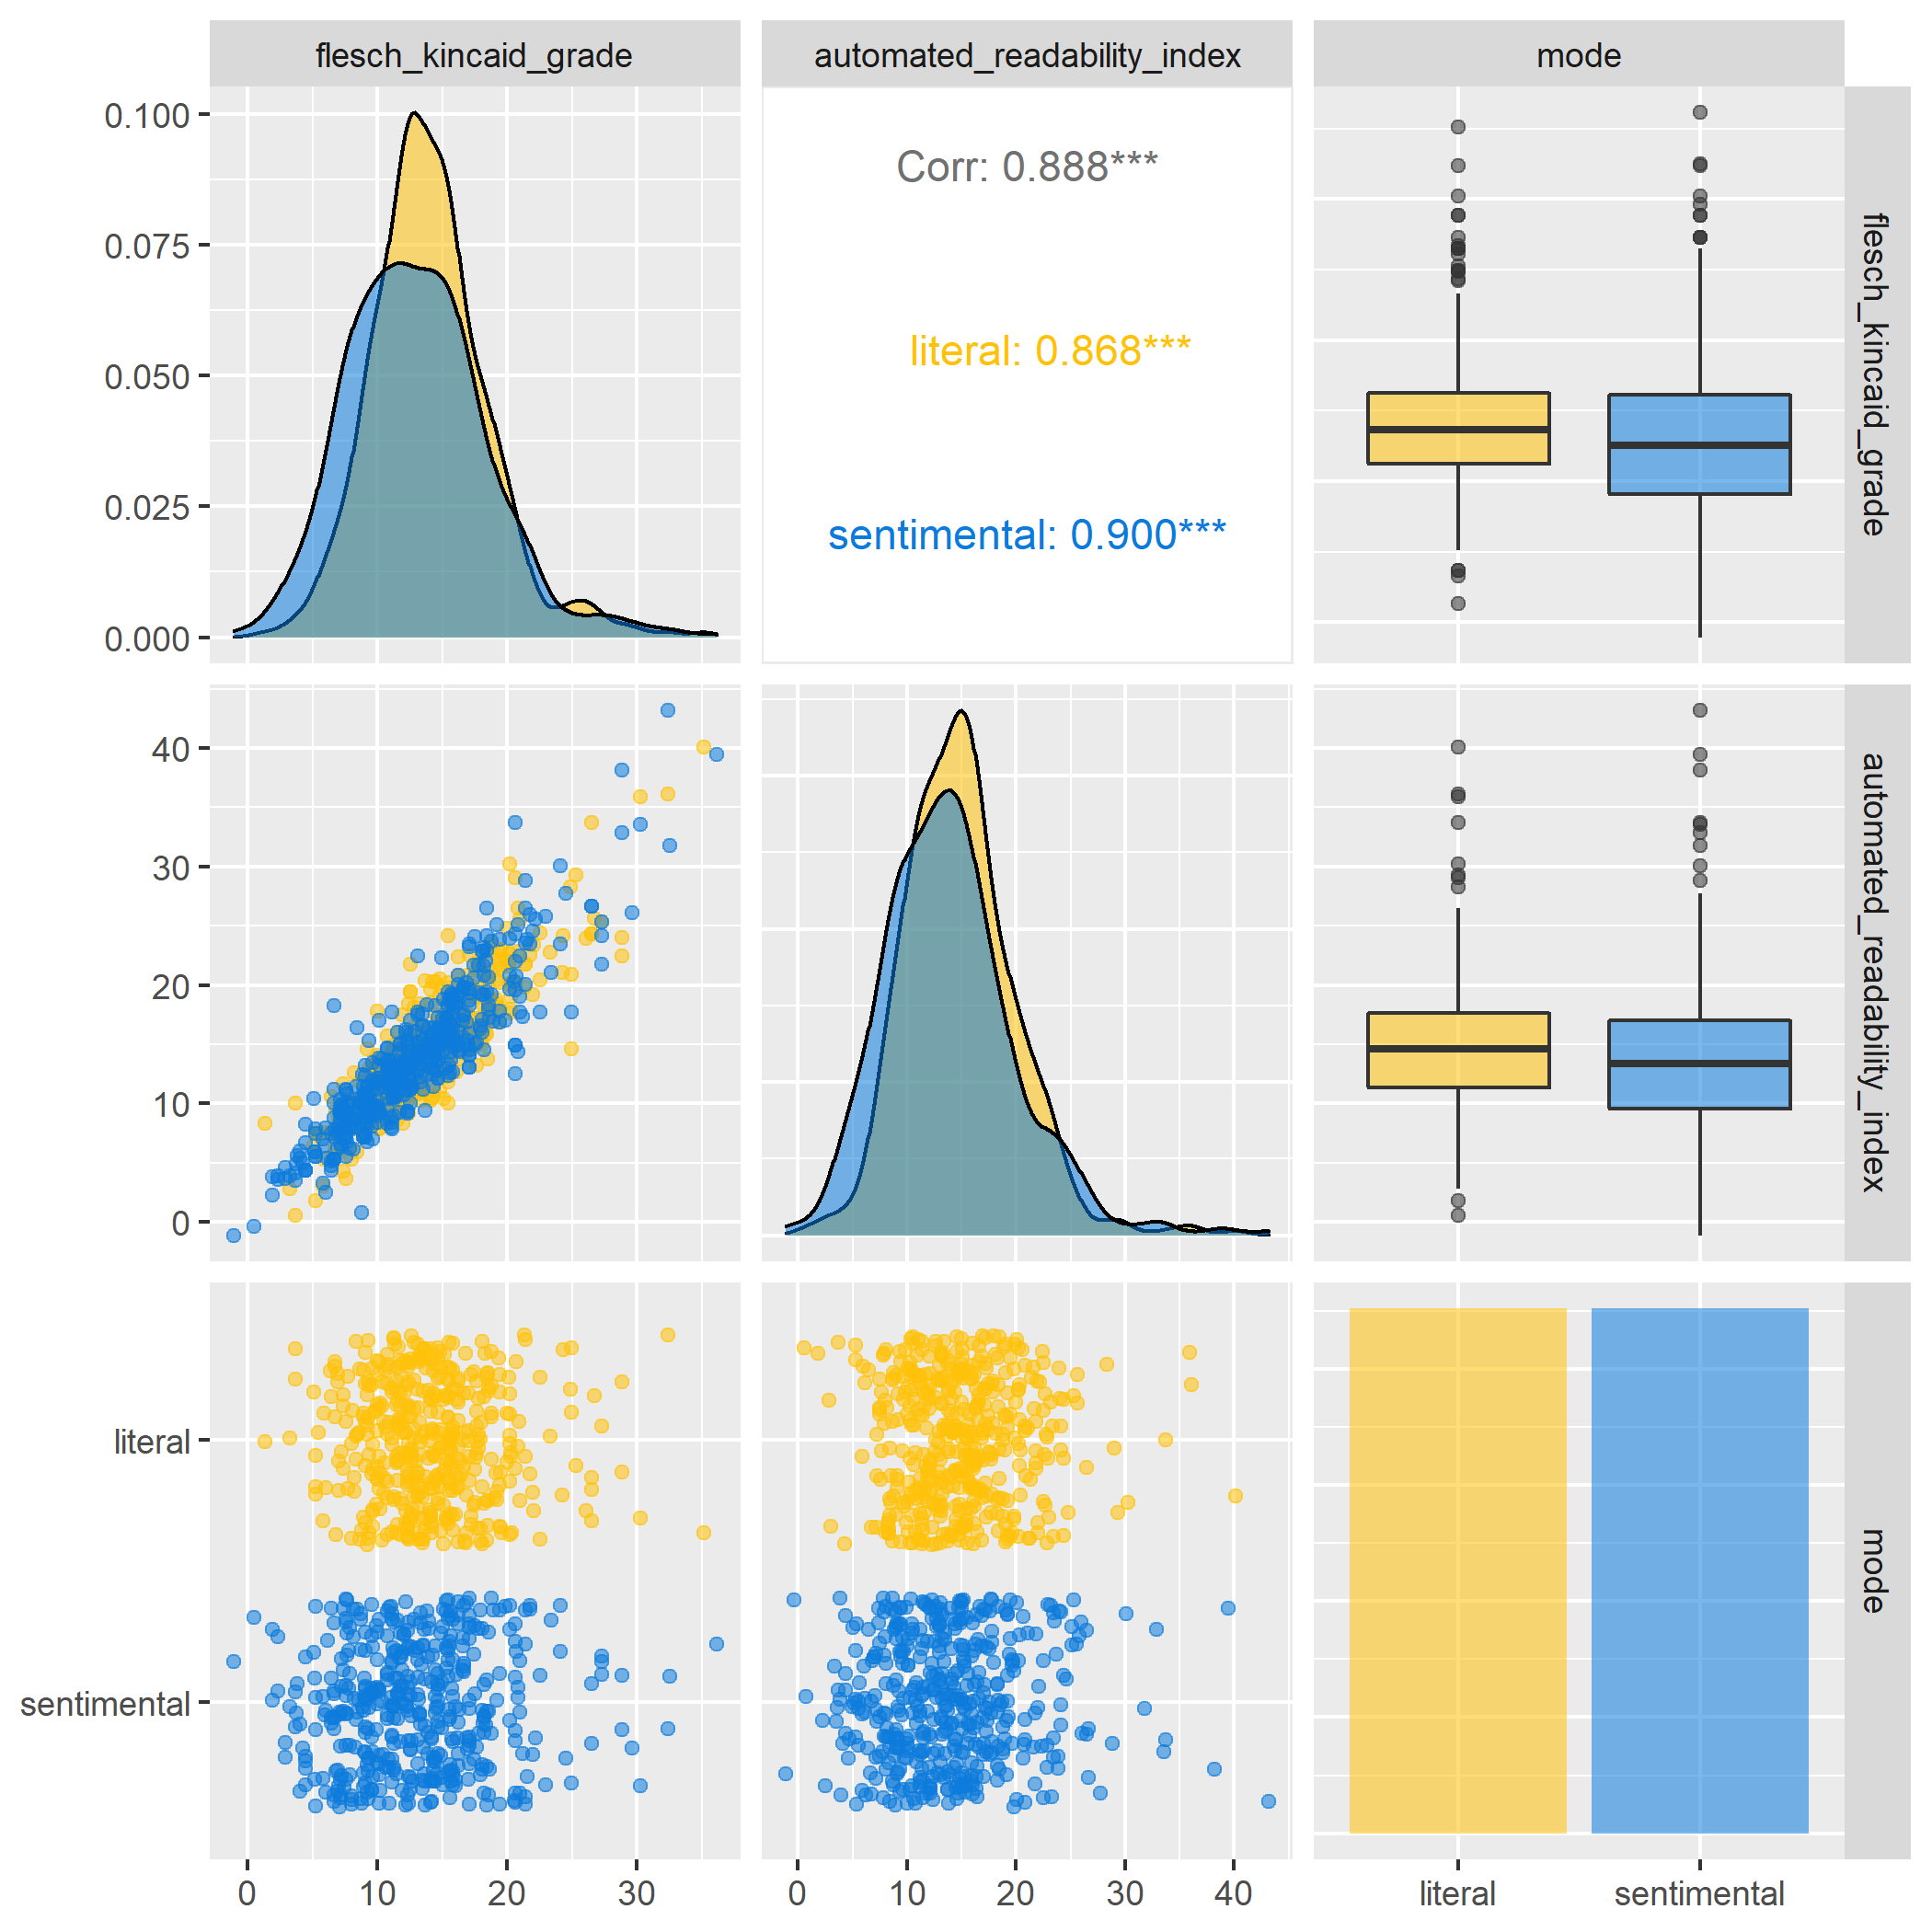 flesch_kincaid_grade automated_readability_index mode
0.100
0.075
0.050
0.025
0.000
Corr: 0.888***
literal: 0.868***
sentimental: 0.900***
flesch_kincaid_grade
40
30
20
10
0
automated_readability_index
literal
sentimental
mode
0 10 20 30
0 10 20 30 40
literal sentimental